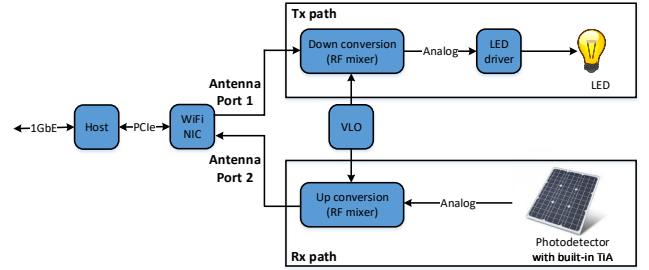 Tx path
Down conversion
(RF mixer)
Analog
LED
driver
LED
Antenna
Port 1
1GbE
Host
PCIe
WiFi
NIC
VLO
Antenna
Port 2
Up conversion
(RF mixer)
Analog
Photodetector
with built-in TiA
Rx path